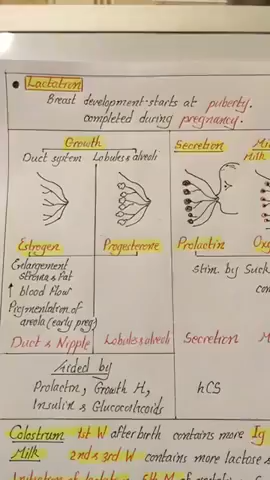 • Lactation
Breast development starts at puberty.
completed during pregnancy.
Growth
Duct system Lobules & alveoli
Secretion
Milk
Estrogen
Progesterone
Prolactin
Enlargement
stroma & Fat
↑ Blood Flow
Pigmentation of
areola (early preg)
stim. by Suck
Duct & Nipple
Lobules & alveoli
Secretion
Aided by
Prolactin, Growth H,
Insulin & Glucocorticoids
hCS
Colostrum 1st W after birth contains more Ig
Milk 2nd & 3rd W contains more lactose &